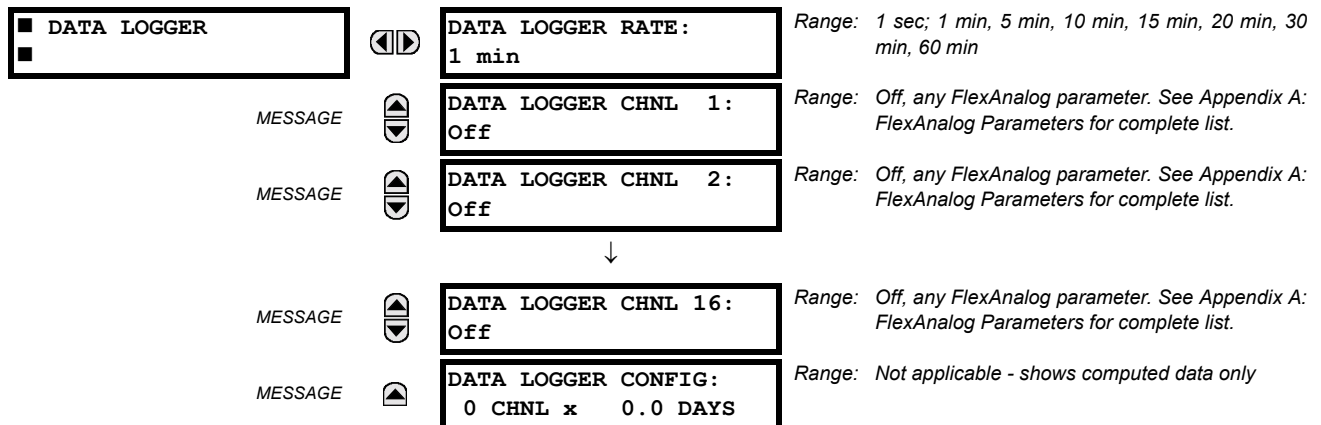 ■ DATA LOGGER
■
DATA LOGGER RATE:
1 min
Range: 1 sec; 1 min, 5 min, 10 min, 15 min, 20 min, 30
min, 60 min
MESSAGE
DATA LOGGER CHNL 1:
Off
Range: Off, any FlexAnalog parameter. See Appendix A:
FlexAnalog Parameters for complete list.
MESSAGE
DATA LOGGER CHNL 2:
Off
Range: Off, any FlexAnalog parameter. See Appendix A:
FlexAnalog Parameters for complete list.
↓
MESSAGE
DATA LOGGER CHNL 16:
Off
Range: Off, any FlexAnalog parameter. See Appendix A:
FlexAnalog Parameters for complete list.
MESSAGE
DATA LOGGER CONFIG:
0 CHNL x 0.0 DAYS
Range: Not applicable - shows computed data only